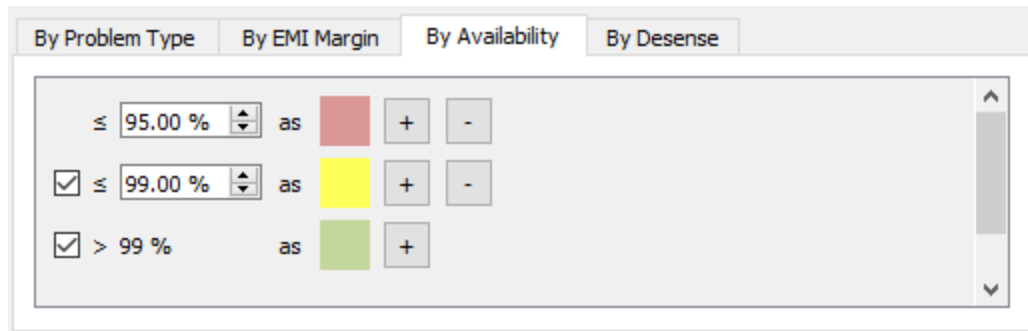 By Problem Type By EMI Margin By Availability By Desense
≤ 95.00 % as + -
≤ 99.00 % as + -
> 99 % as +